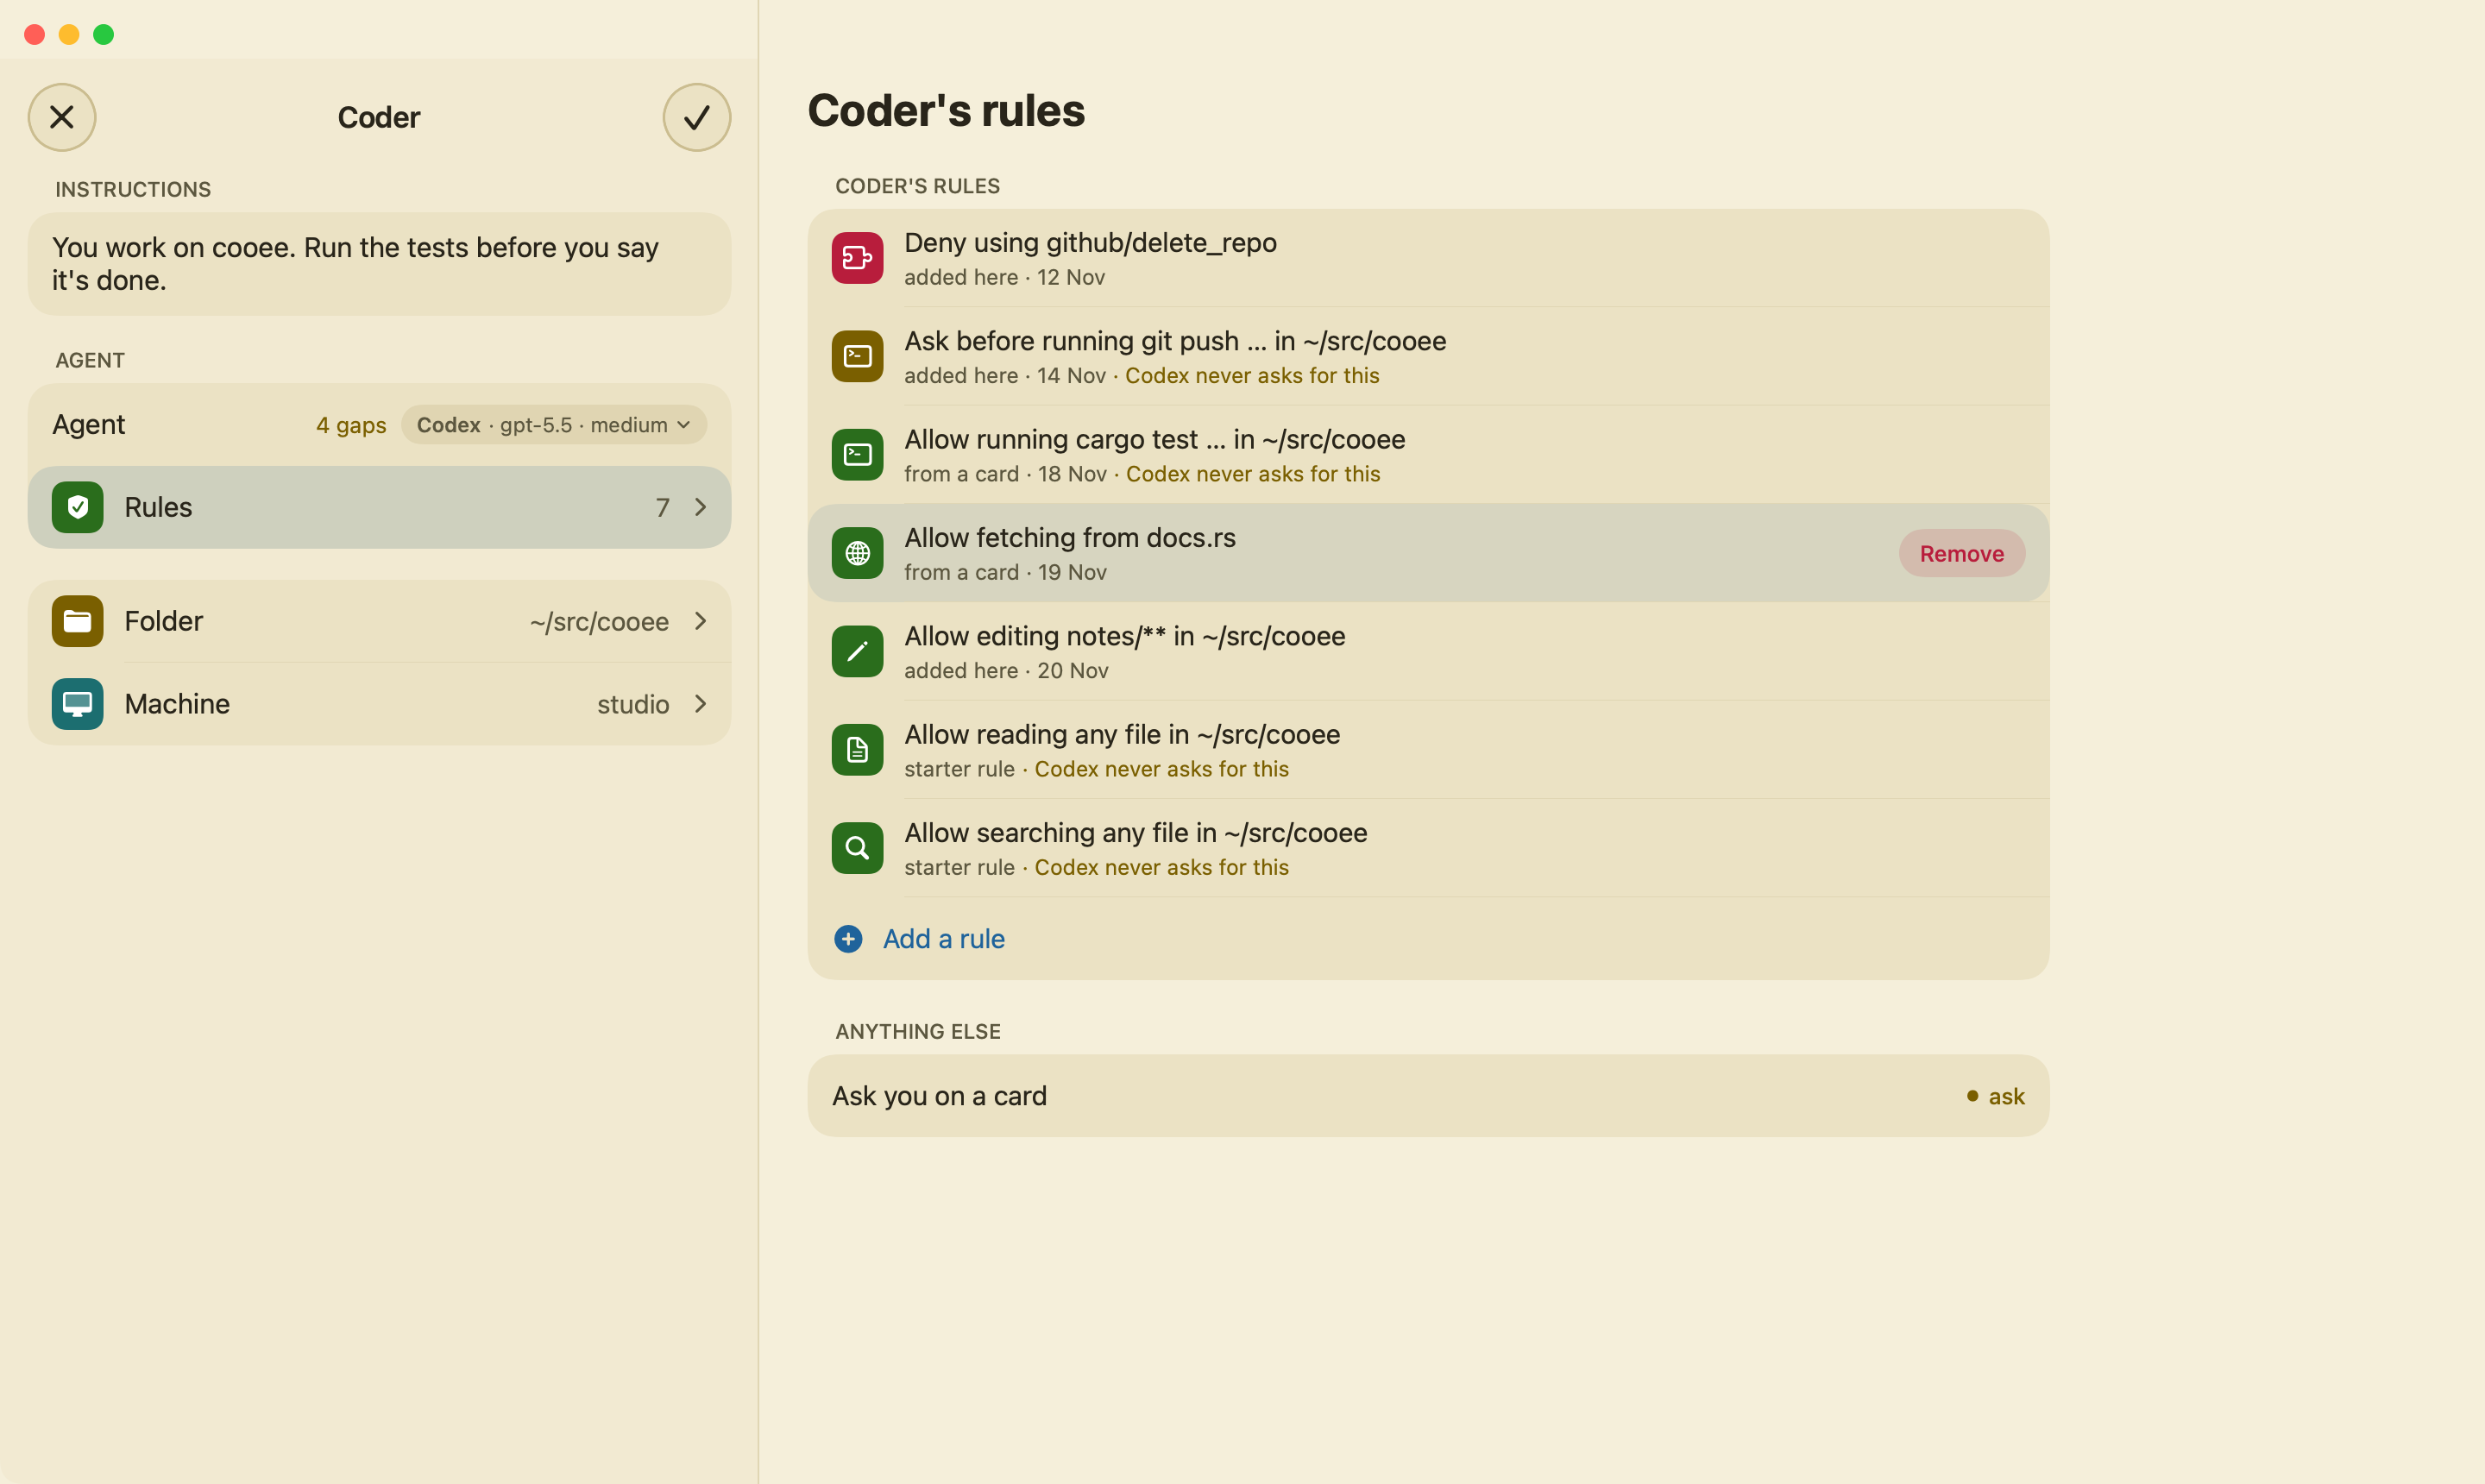 Coder
INSTRUCTIONS
You work on cooee. Run the tests before you say
it's done.
AGENT
Agent 4 gaps Codex · gpt-5.5 · medium
Rules 7
Folder ~/src/cooee
Machine studio
Coder's rules
CODER'S RULES
Deny using github/delete_repo
added here · 12 Nov
Ask before running git push ... in ~/src/cooee
added here · 14 Nov · Codex never asks for this
Allow running cargo test ... in ~/src/cooee
from a card · 18 Nov · Codex never asks for this
Allow fetching from docs.rs
from a card · 19 Nov
Remove
Allow editing notes/** in ~/src/cooee
added here · 20 Nov
Allow reading any file in ~/src/cooee
starter rule · Codex never asks for this
Allow searching any file in ~/src/cooee
starter rule · Codex never asks for this
Add a rule
ANYTHING ELSE
Ask you on a card ask